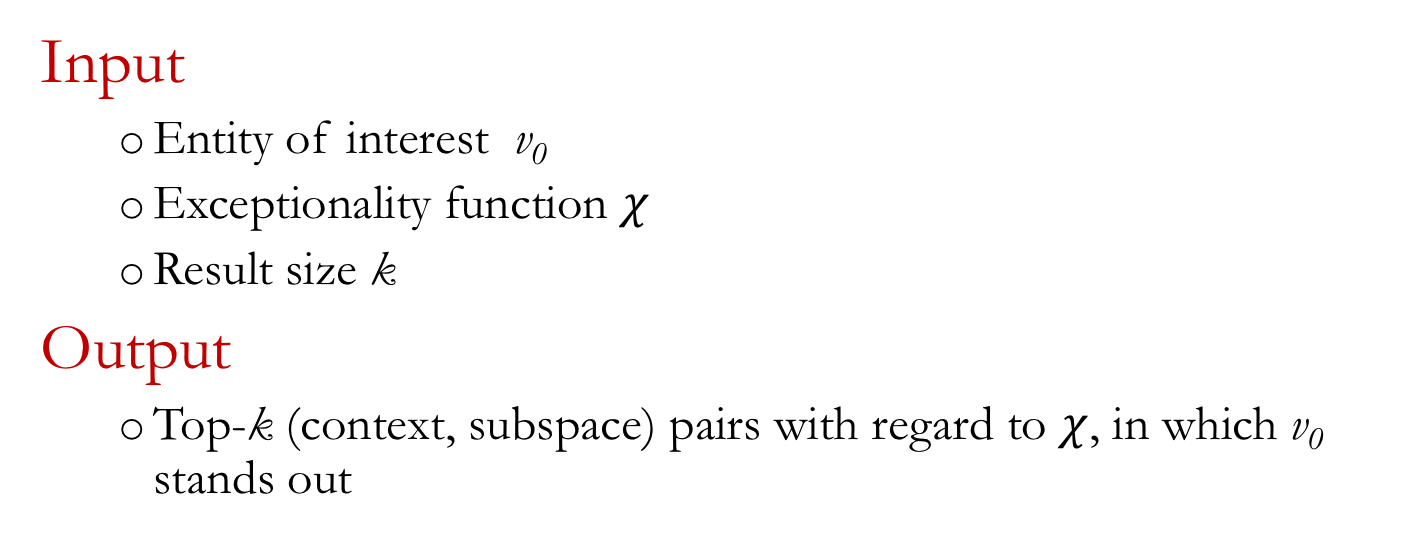 Input
○ Entity of interest v₀
○ Exceptionality function χ
○ Result size k
Output
○ Top-k (context, subspace) pairs with regard to χ, in which v₀
stands out